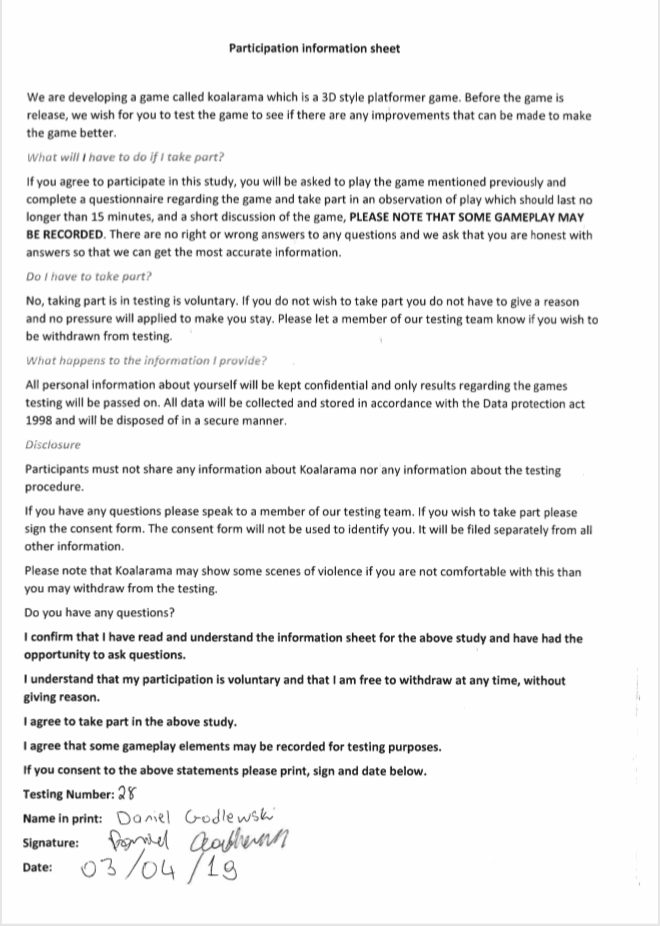 Participation information sheet
We are developing a game called koalarama which is a 3D style platformer game. Before the game is
release, we wish for you to test the game to see if there are any improvements that can be made to make
the game better.
What will I have to do if I take part?
If you agree to participate in this study, you will be asked to play the game mentioned previously and
complete a questionnaire regarding the game and take part in an observation of play which should last no
longer than 15 minutes, and a short discussion of the game, PLEASE NOTE THAT SOME GAMEPLAY MAY
BE RECORDED. There are no right or wrong answers to any questions and we ask that you are honest with
answers so that we can get the most accurate information.
Do I have to take part?
No, taking part is in testing is voluntary. If you do not wish to take part you do not have to give a reason
and no pressure will applied to make you stay. Please let a member of our testing team know if you wish to
be withdrawn from testing.
What happens to the information I provide?
All personal information about yourself will be kept confidential and only results regarding the games
testing will be passed on. All data will be collected and stored in accordance with the Data protection act
1998 and will be disposed of in a secure manner.
Disclosure
Participants must not share any information about Koalarama nor any information about the testing
procedure.
If you have any questions please speak to a member of our testing team. If you wish to take part please
sign the consent form. The consent form will not be used to identify you. It will be filed separately from all
other information.
Please note that Koalarama may show some scenes of violence if you are not comfortable with this than
you may withdraw from the testing.
Do you have any questions?
I confirm that I have read and understand the information sheet for the above study and have had the
opportunity to ask questions.
I understand that my participation is voluntary and that I am free to withdraw at any time, without
giving reason.
I agree to take part in the above study.
I agree that some gameplay elements may be recorded for testing purposes.
If you consent to the above statements please print, sign and date below.
Testing Number: 28
Name in print: Daniel Godlewski
Signature: Daniel
Date: 03/04/19